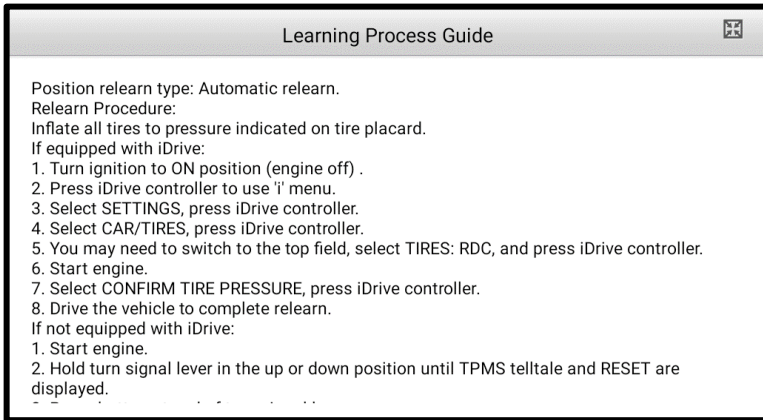 Learning Process Guide
Position relearn type: Automatic relearn.
Relearn Procedure:
Inflate all tires to pressure indicated on tire placard.
If equipped with iDrive:
1. Turn ignition to ON position (engine off) .
2. Press iDrive controller to use 'i' menu.
3. Select SETTINGS, press iDrive controller.
4. Select CAR/TIRES, press iDrive controller.
5. You may need to switch to the top field, select TIRES: RDC, and press iDrive controller.
6. Start engine.
7. Select CONFIRM TIRE PRESSURE, press iDrive controller.
8. Drive the vehicle to complete relearn.
If not equipped with iDrive:
1. Start engine.
2. Hold turn signal lever in the up or down position until TPMS telltale and RESET are
displayed.